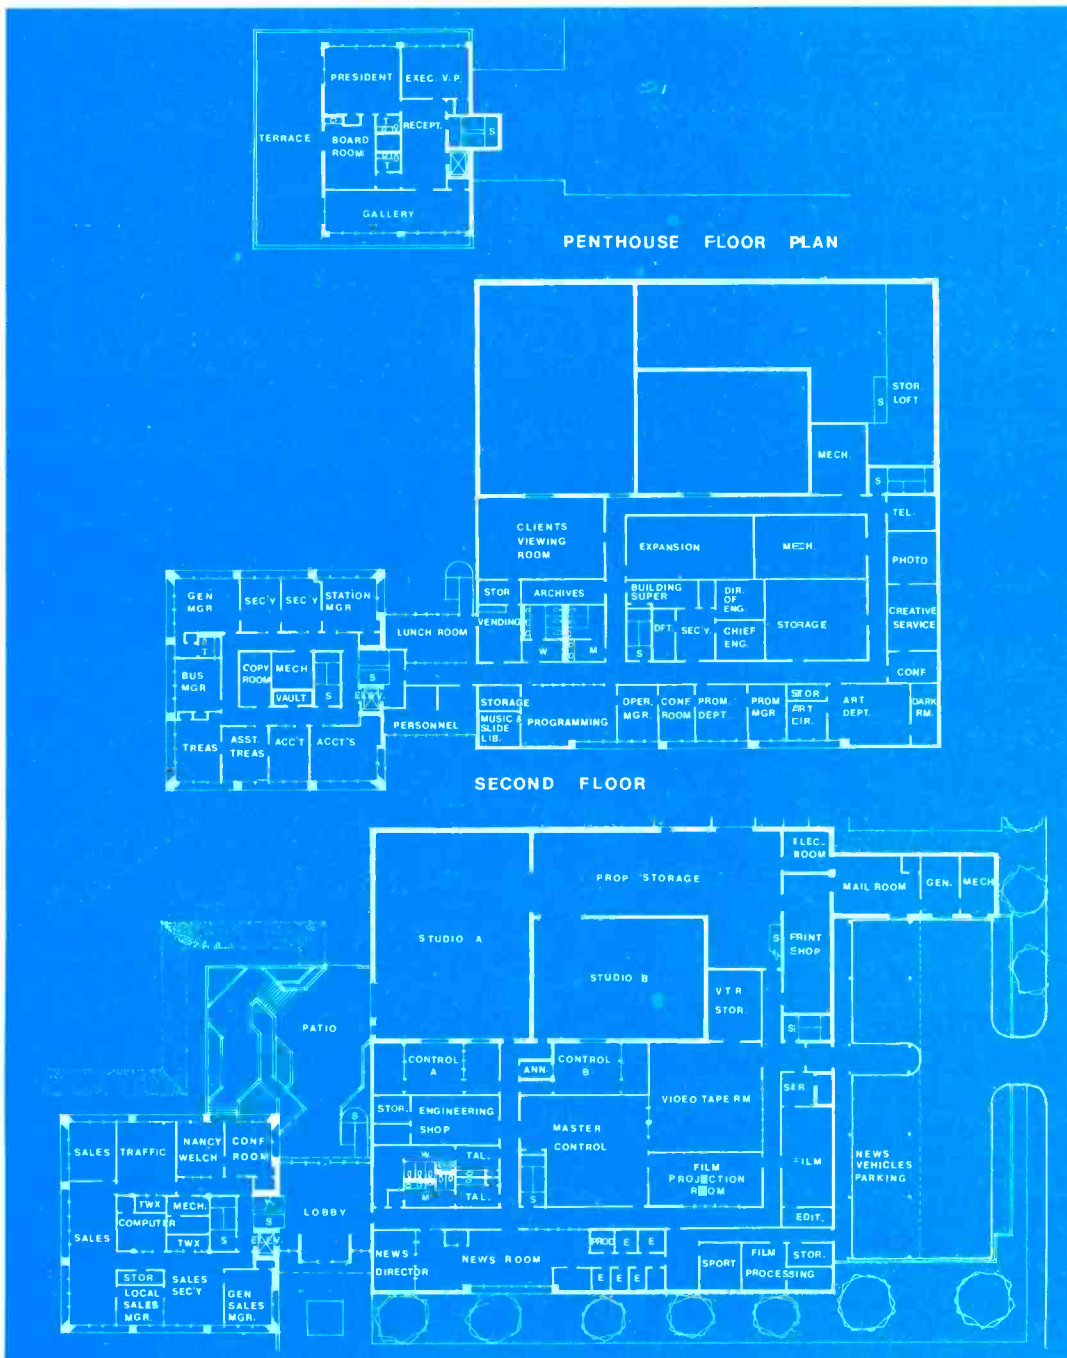 PRESIDENT
EXEC. V.P.
TERRACE
BOARD
ROOM
T
RECEPT.
S
T
GALLERY
PENTHOUSE FLOOR PLAN
STOR.
LOFT
S
MECH.
S
TEL.
CLIENTS
VIEWING
ROOM
EXPANSION
MECH.
PHOTO
GEN
MGR
SEC'Y
SEC'Y
STATION
MGR
STOR
ARCHIVES
BUILDING
SUPER
DIR.
OF
ENG.
CREATIVE
SERVICE
LUNCH ROOM
VENDING
W
M
S
DFT.
SEC'Y.
CHIEF
ENG.
STORAGE
T
BUS
MGR
COPY
ROOM
MECH
VAULT
S
S
ELEV.
CONF
PERSONNEL
STORAGE
MUSIC &
SLIDE
LIB.
PROGRAMMING
OPER.
MGR.
CONF.
ROOM
PROM.
DEPT
PROM
MGR
STOR
ART
DIR.
ART
DEPT.
DARK
RM.
TREAS
ASST.
TREAS
ACC'T
ACCT'S
SECOND FLOOR
ELEC.
ROOM
PROP STORAGE
MAIL ROOM
GEN.
MECH
STUDIO A
STUDIO B
S
PRINT
SHOP
VTR
STOR.
S
PATIO
CONTROL
A
ANN.
CONTROL
B
VIDEO TAPE RM
STOR.
ENGINEERING
SHOP
MASTER
CONTROL
S
SALES
TRAFFIC
NANCY
WELCH
CONF
ROOM
W.
TAL.
M
TAL.
S
FILM
PROJECTION
ROOM
FILM
NEWS
VEHICLES
PARKING
TWX
COMPUTER
MECH.
TWX
S
S
ELEV.
LOBBY
EDIT.
SALES
NEWS
DIRECTOR
NEWS ROOM
PROD
E
E
E
E
E
SPORT
FILM
PROCESSING
STOR.
STOR
LOCAL
SALES
MGR.
SALES
SEC'Y
GEN
SALES
MGR.